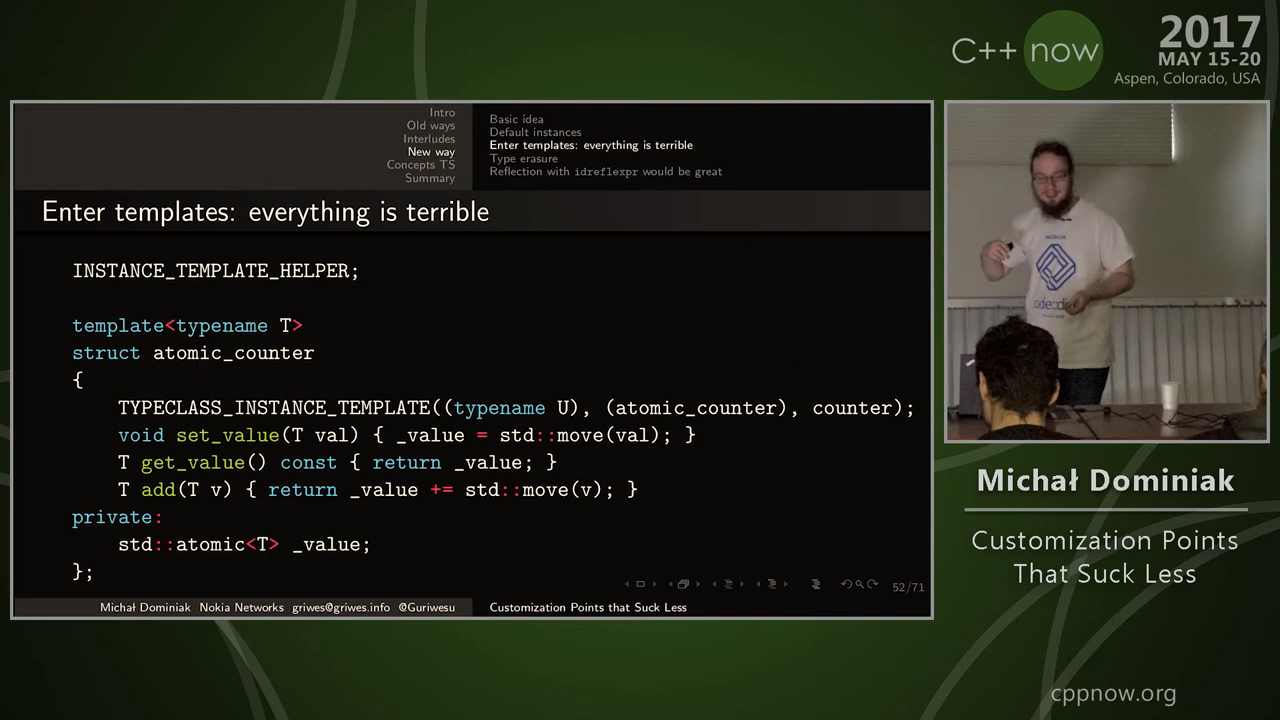 C++ now
2017
MAY 15-20
Aspen, Colorado, USA
Intro
Old ways
Interludes
New way
Concepts TS
Summary
Basic idea
Default instances
Enter templates: everything is terrible
Type erasure
Reflection with idreflexpr would be great
Enter templates: everything is terrible
INSTANCE_TEMPLATE_HELPER;
template<typename T>
struct atomic_counter
{
TYPECLASS_INSTANCE_TEMPLATE((typename U), (atomic_counter), counter);
void set_value(T val) { _value = std::move(val); }
T get_value() const { return _value; }
T add(T v) { return _value += std::move(v); }
private:
std::atomic<T> _value;
};
52/71
Michał Dominiak Nokia Networks griwes@griwes.info @Guriwesu
Customization Points that Suck Less
NOKIA
Michał Dominiak
Customization Points
That Suck Less
cppnow.org